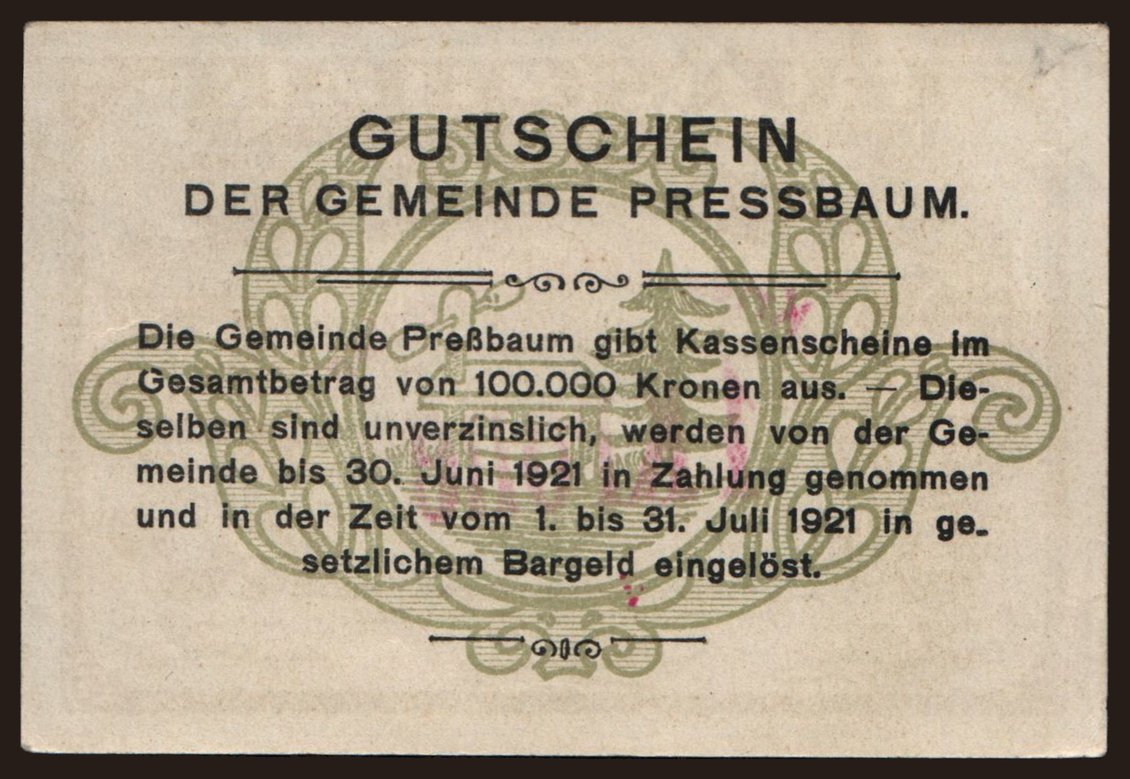 GUTSCHEIN
DER GEMEINDE PRESSBAUM.
Die Gemeinde Preßbaum gibt Kassenscheine im
Gesamtbetrag von 100.000 Kronen aus. — Die-
selben sind unverzinslich, werden von der Ge-
meinde bis 30. Juni 1921 in Zahlung genommen
und in der Zeit vom 1. bis 31. Juli 1921 in ge-
setzlichem Bargeld eingelöst.